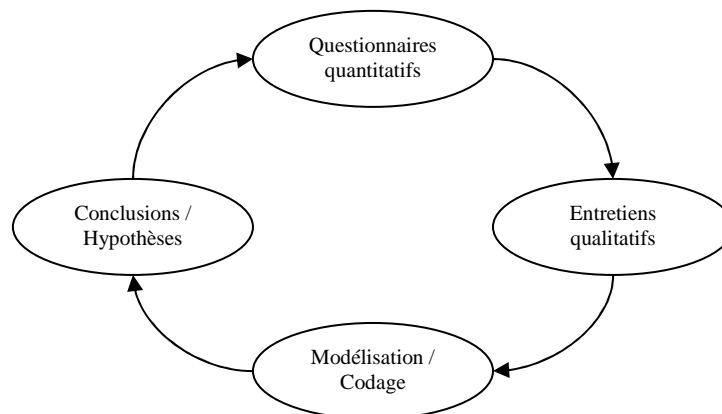 Questionnaires
quantitatifs
Conclusions /
Hypothèses
Entretiens
qualitatifs
Modélisation /
Codage